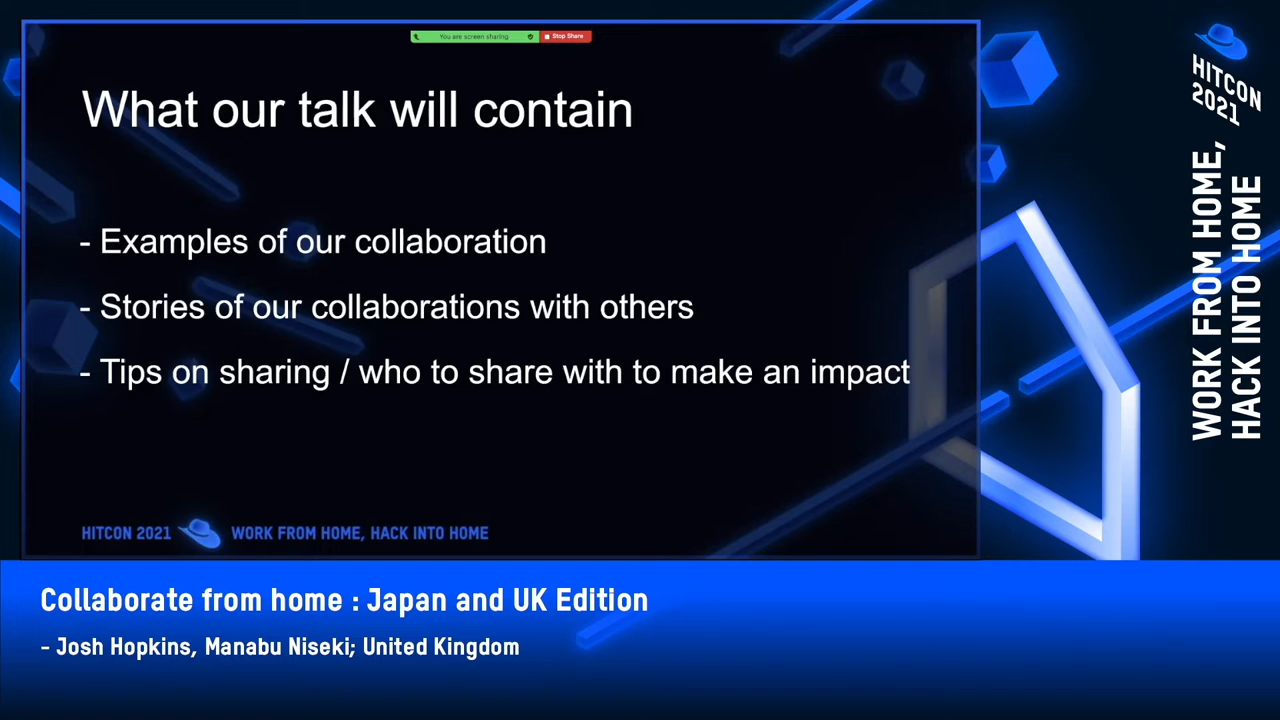 You are screen sharing
Stop Share
What our talk will contain
- Examples of our collaboration
- Stories of our collaborations with others
- Tips on sharing / who to share with to make an impact
HITCON 2021 WORK FROM HOME, HACK INTO HOME
HITCON
2021
WORK FROM HOME,
HACK INTO HOME
Collaborate from home : Japan and UK Edition
- Josh Hopkins, Manabu Niseki; United Kingdom